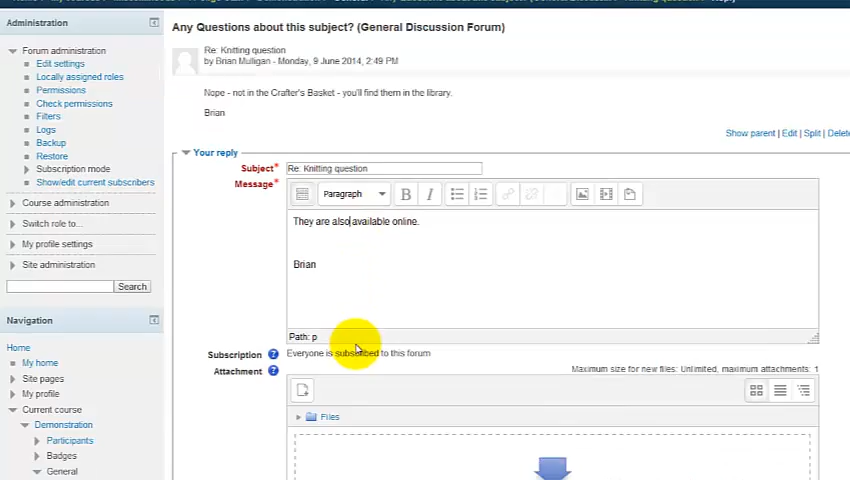 Administration
Any Questions about this subject? (General Discussion Forum)
Forum administration
Edit settings
Locally assigned roles
Permissions
Check permissions
Filters
Logs
Backup
Restore
Subscription mode
Show/edit current subscribers
Course administration
Switch role to...
My profile settings
Site administration
Search
Navigation
Home
My home
Site pages
My profile
Current course
Demonstration
Participants
Badges
General
Re: Knitting question
by Brian Mulligan - Monday, 9 June 2014, 2:49 PM
Nope - not in the Crafter's Basket - you'll find them in the library.
Brian
Show parent | Edit | Split | Delete
Your reply
Subject* Re: Knitting question
Message*
Paragraph B I
They are also available online.
Brian
Path: p
Subscription ? Everyone is subscribed to this forum
Attachment ? Maximum size for new files: Unlimited, maximum attachments: 1
Files